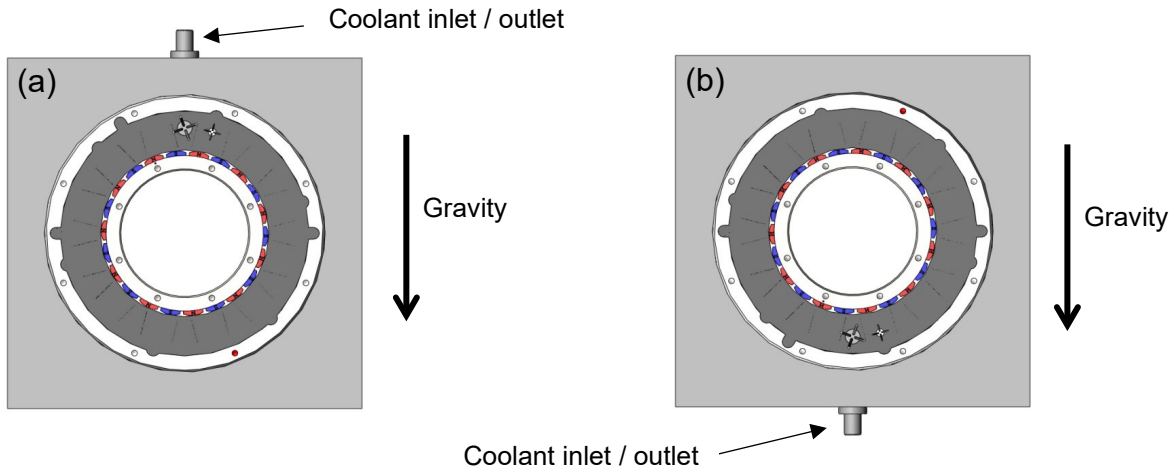 Coolant inlet / outlet
(a)
Gravity
(b)
Gravity
Coolant inlet / outlet